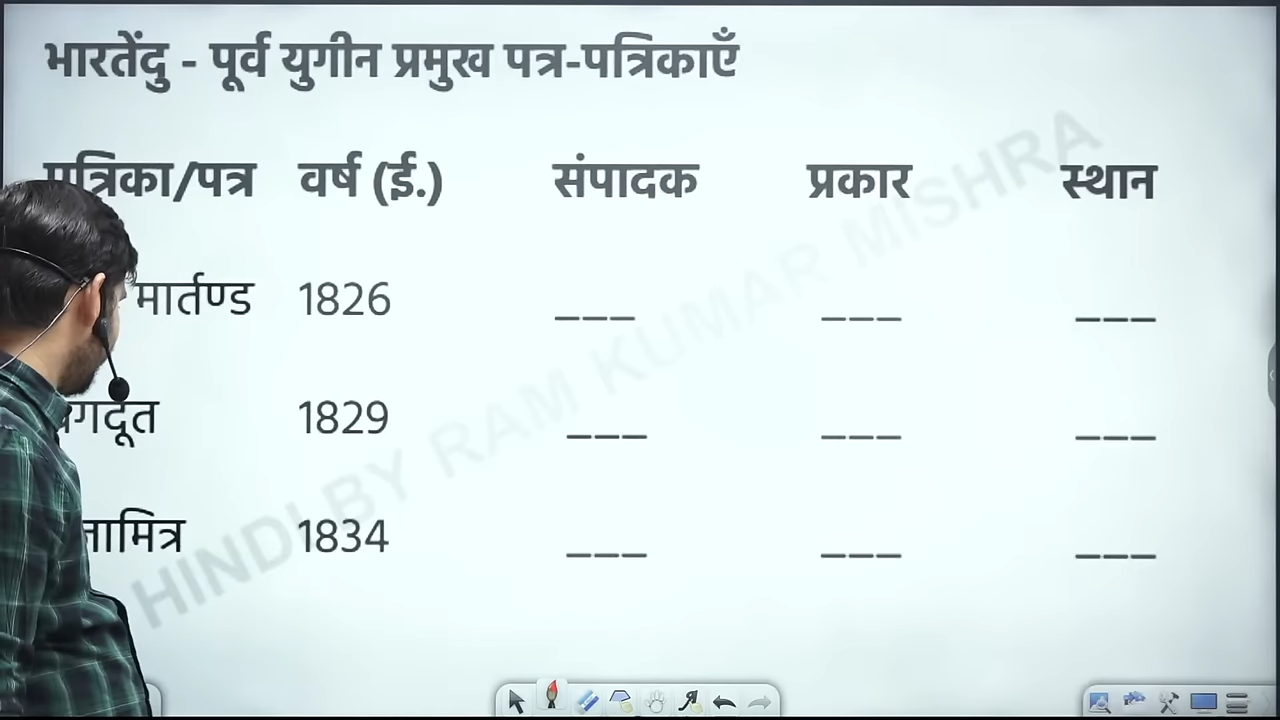 भारतेंदु - पूर्व युगीन प्रमुख पत्र-पत्रिकाएँ
पत्रिका/पत्र वर्ष (ई.) संपादक प्रकार स्थान
मार्तण्ड 1826 ___ ___ ___
1829 ___ ___ ___
1834 ___ ___ ___
HINDI BY RAM KUMAR MISHRA